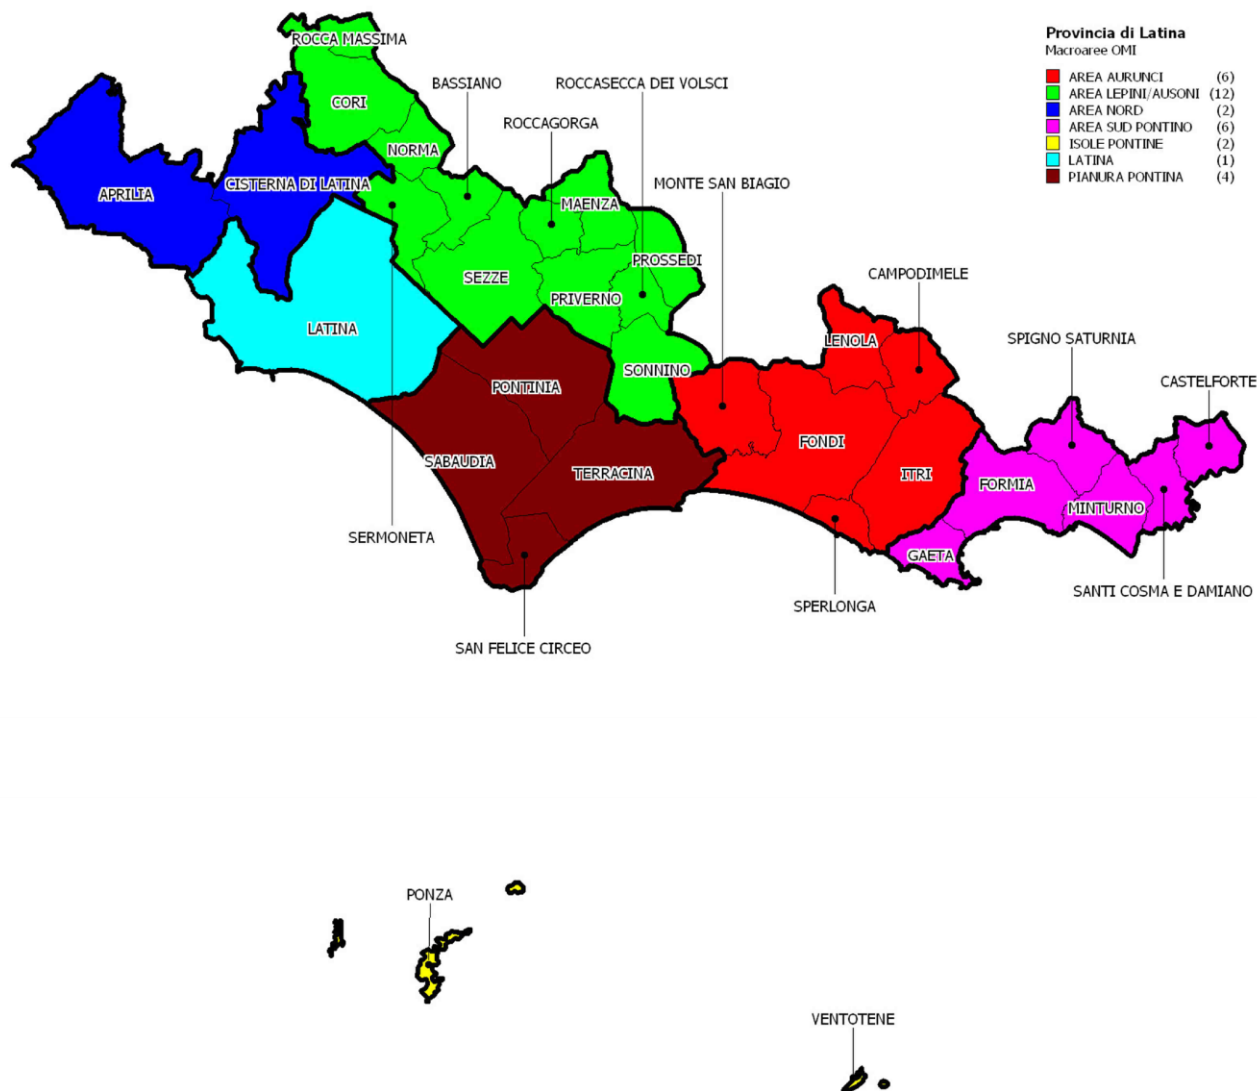 Provincia di Latina
Macroaree OMI
AREA AURUNCI (6)
AREA LEPINI/AUSONI (12)
AREA NORD (2)
AREA SUD PONTINO (6)
ISOLE PONTINE (2)
LATINA (1)
PIANURA PONTINA (4)
ROCCA MASSIMA
BASSIANO
ROCCASECCA DEI VOLSCI
CORI
ROCCAGORGA
NORMA
MONTE SAN BIAGIO
CISTERNA DI LATINA
APRILIA
MAENZA
PROSSEDI
CAMPODIMELE
SEZZE
PRIVERNO
LATINA
LENOLA
SPIGNO SATURNIA
SONNINO
CASTELFORTE
PONTINIA
FONDI
SABAUDIA
TERRACINA
ITRI
FORMIA
MINTURNO
SERMONETA
GAETA
SANTI COSMA E DAMIANO
SPERLONGA
SAN FELICE CIRCEO
PONZA
VENTOTENE